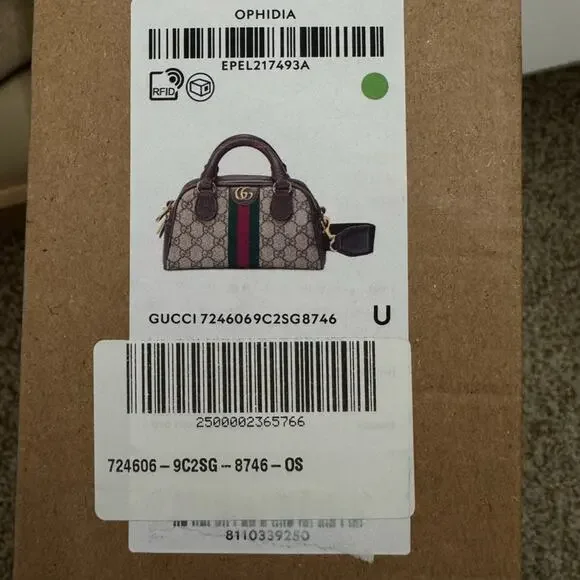 OPHIDIA
EPEL217493A
RFID
GUCCI 7246069C2SG8746 U
2500002365766
724606-9C2SG--8746-OS
8110339250